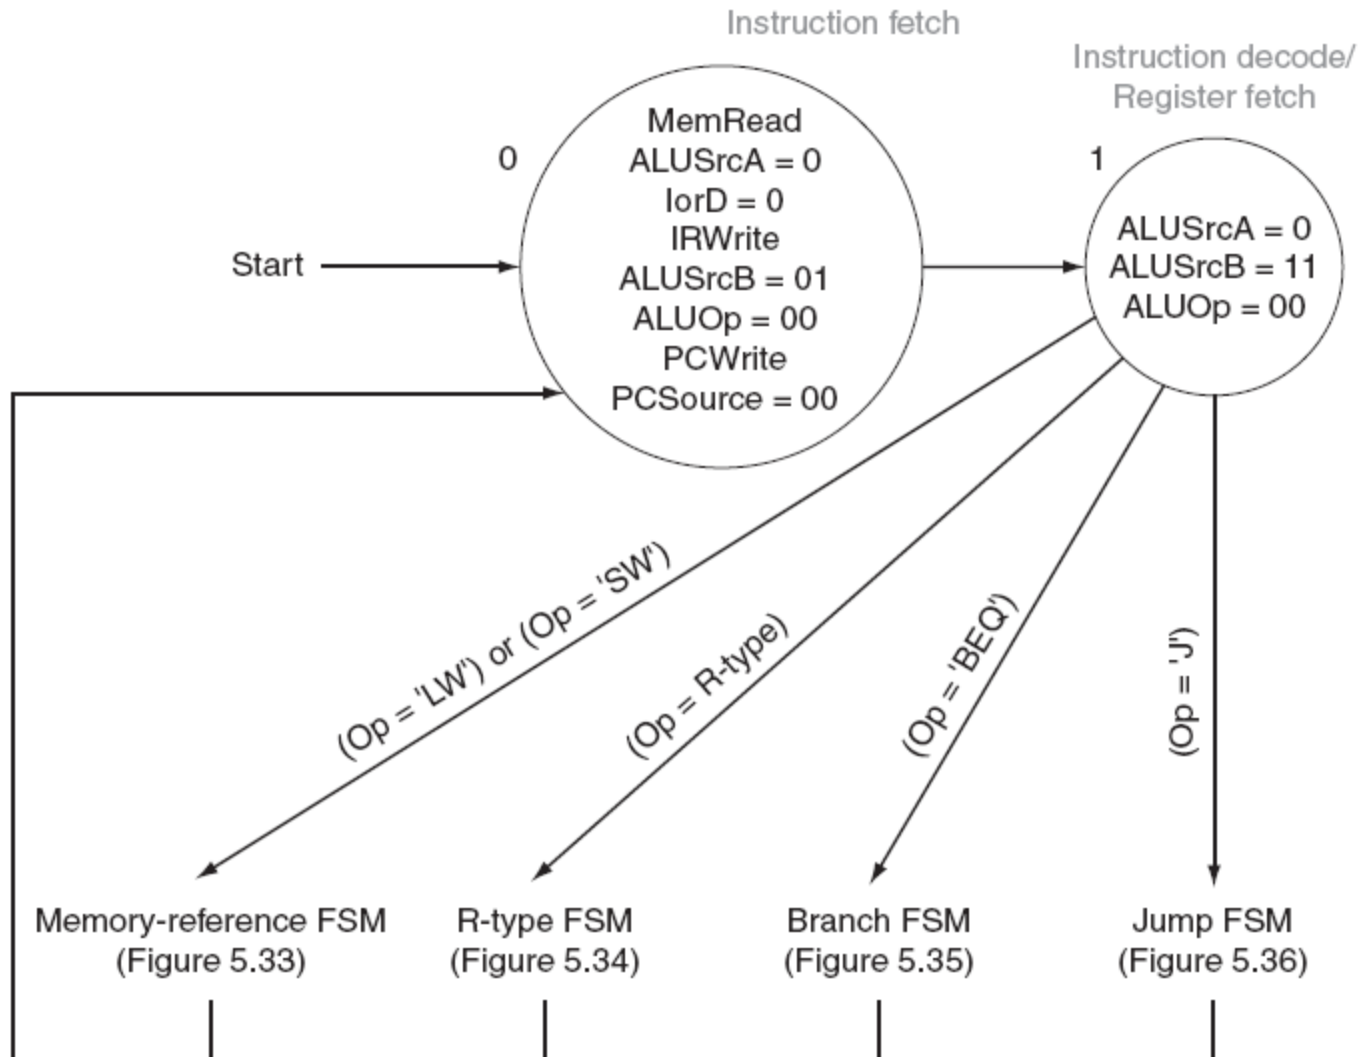 Instruction fetch
Instruction decode/
Register fetch
0
MemRead
ALUSrcA = 0
IorD = 0
IRWrite
ALUSrcB = 01
ALUOp = 00
PCWrite
PCSource = 00
1
ALUSrcA = 0
ALUSrcB = 11
ALUOp = 00
Start
(Op = 'LW') or (Op = 'SW')
(Op = R-type)
(Op = 'BEQ')
(Op = 'J')
Memory-reference FSM
(Figure 5.33)
R-type FSM
(Figure 5.34)
Branch FSM
(Figure 5.35)
Jump FSM
(Figure 5.36)